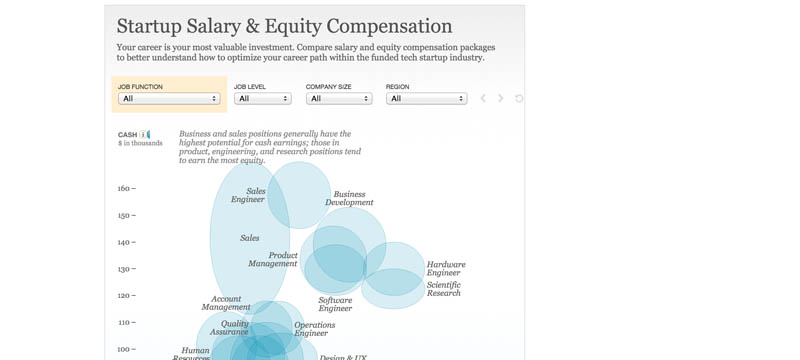 Startup Salary & Equity Compensation
Your career is your most valuable investment. Compare salary and equity compensation packages
to better understand how to optimize your career path within the funded tech startup industry.
JOB FUNCTION
All
JOB LEVEL
All
COMPANY SIZE
All
REGION
All
CASH
$ in thousands
Business and sales positions generally have the
highest potential for cash earnings; those in
product, engineering, and research positions tend
to earn the most equity.
160
150
140
130
120
110
100
Sales
Engineer
Business
Development
Sales
Product
Management
Hardware
Engineer
Scientific
Research
Account
Management
Software
Engineer
Quality
Assurance
Operations
Engineer
Human
Resources
Design & UX